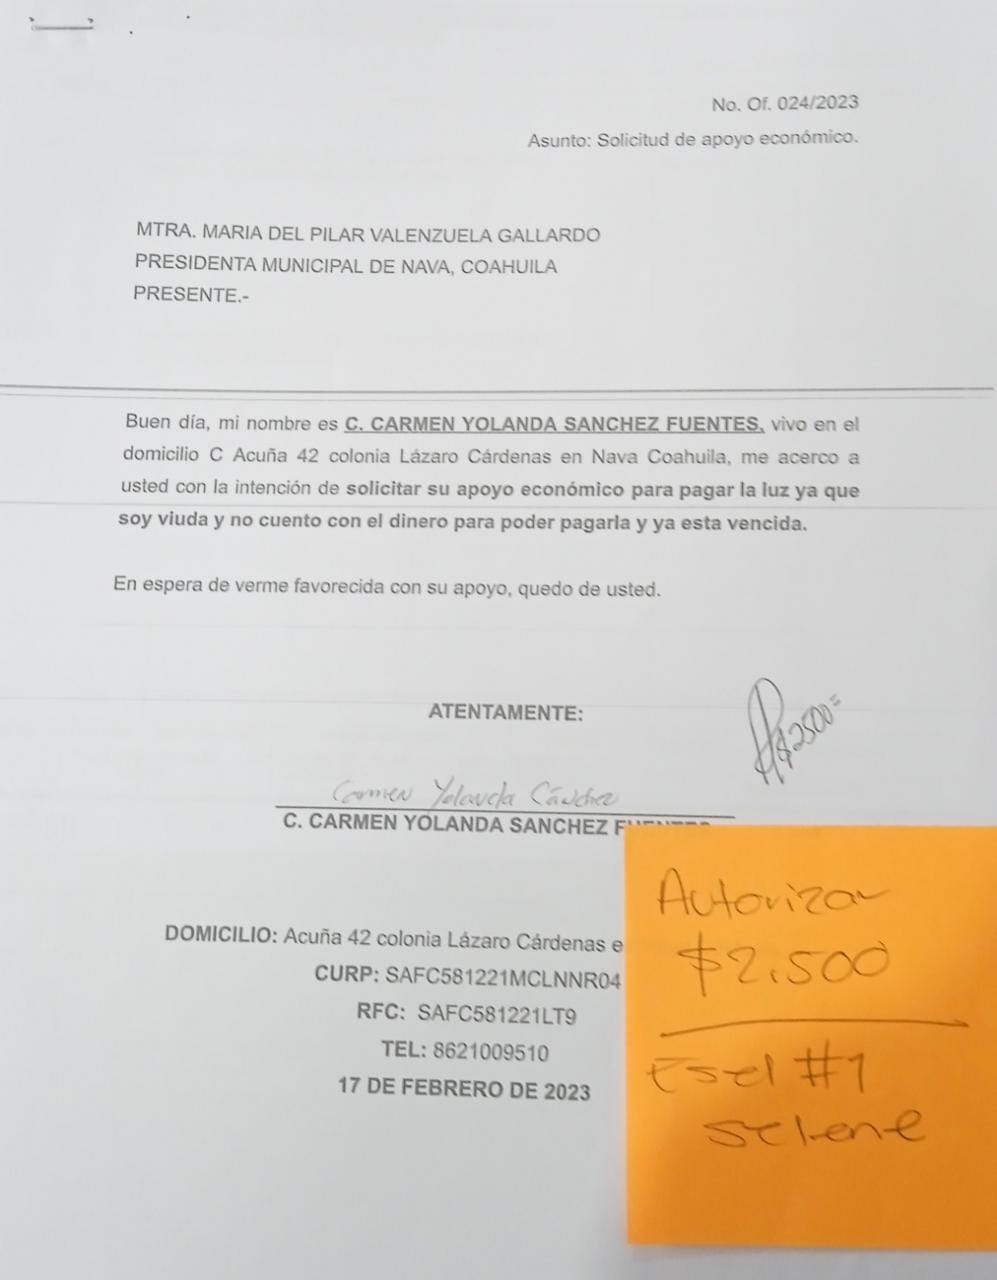 No. Of. 024/2023
Asunto: Solicitud de apoyo económico.
MTRA. MARIA DEL PILAR VALENZUELA GALLARDO
PRESIDENTA MUNICIPAL DE NAVA, COAHUILA
PRESENTE.-
Buen día, mi nombre es C. CARMEN YOLANDA SANCHEZ FUENTES, vivo en el
domicilio C Acuña 42 colonia Lázaro Cárdenas en Nava Coahuila, me acerco a
usted con la intención de solicitar su apoyo económico para pagar la luz ya que
soy viuda y no cuento con el dinero para poder pagarla y ya esta vencida.
En espera de verme favorecida con su apoyo, quedo de usted.
ATENTAMENTE:
$2500=
Carmen Yolanda Sánchez
C. CARMEN YOLANDA SANCHEZ FUENTES
DOMICILIO: Acuña 42 colonia Lázaro Cárdenas e
CURP: SAFC581221MCLNNR04
RFC: SAFC581221LT9
TEL: 8621009510
17 DE FEBRERO DE 2023
Autorizar
$2.500
Es el #1
Selene